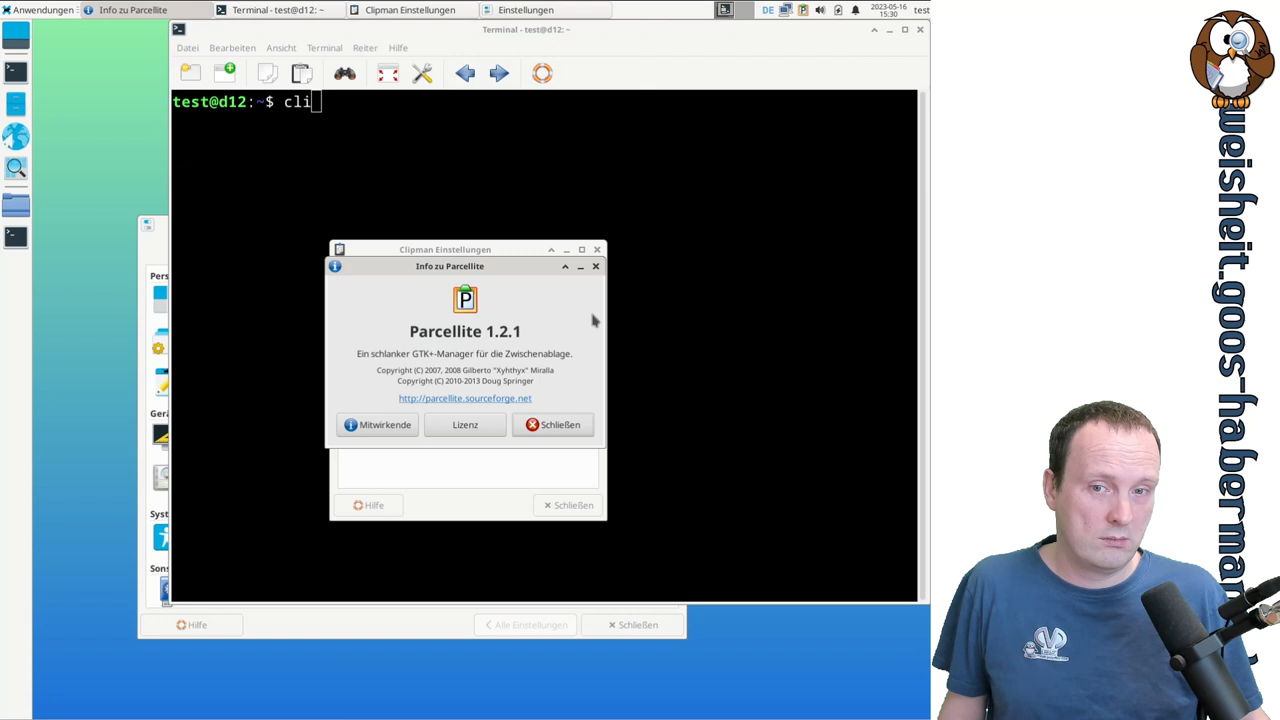 Anwendungen
Info zu Parcellite
Terminal - test@d12: ~
Clipman Einstellungen
Einstellungen
DE
2023-05-16
15:30
test
Terminal - test@d12: ~
Datei Bearbeiten Ansicht Terminal Reiter Hilfe
test@d12:~$ cli
Clipman Einstellungen
Info zu Parcellite
P
Parcellite 1.2.1
Ein schlanker GTK+-Manager für die Zwischenablage.
Copyright (C) 2007, 2008 Gilberto "Xyhthyx" Miralla
Copyright (C) 2010-2013 Doug Springer
http://parcellite.sourceforge.net
Mitwirkende
Lizenz
Schließen
Hilfe
Schließen
Pers
Gerä
Syst
Sons
Hilfe
Alle Einstellungen
Schließen